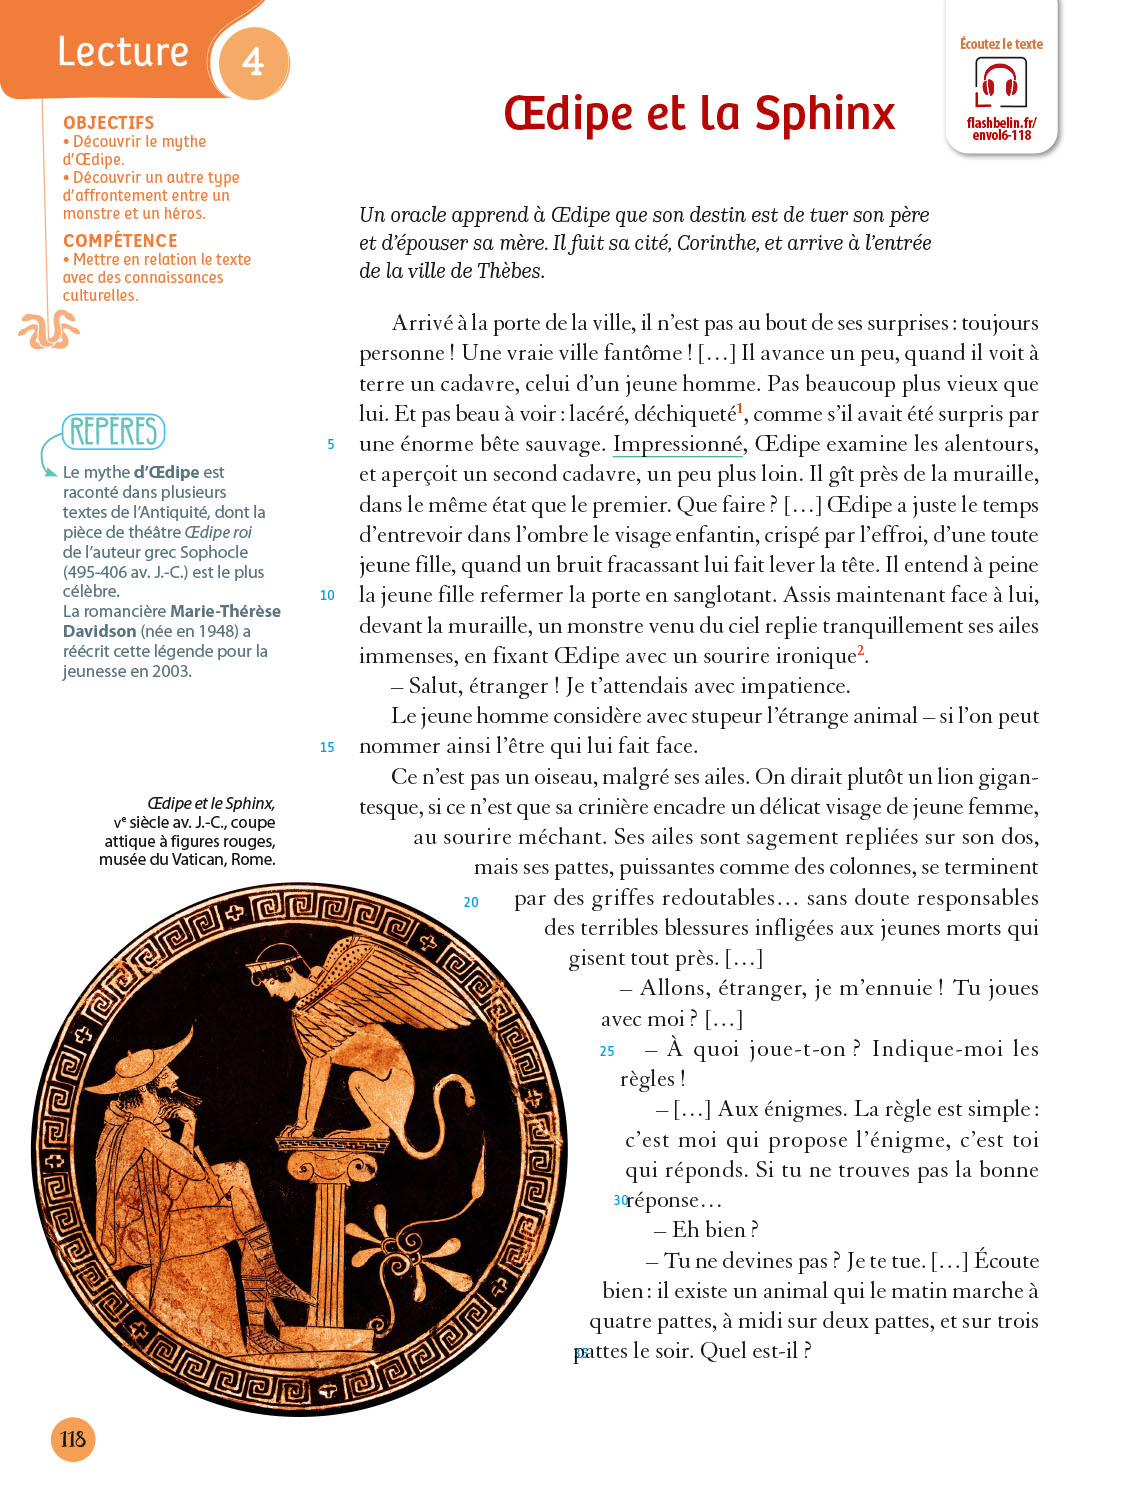 Lecture 4
Écoutez le texte
flashbelin.fr/
envol6-118
Œdipe et la Sphinx
OBJECTIFS
• Découvrir le mythe
d'Œdipe.
• Découvrir un autre type
d'affrontement entre un
monstre et un héros.
COMPÉTENCE
• Mettre en relation le texte
avec des connaissances
culturelles.
REPÈRES
Le mythe d'Œdipe est
raconté dans plusieurs
textes de l'Antiquité, dont la
pièce de théâtre Œdipe roi
de l'auteur grec Sophocle
(495-406 av. J.-C.) est le plus
célèbre.
La romancière Marie-Thérèse
Davidson (née en 1948) a
réécrit cette légende pour la
jeunesse en 2003.
Un oracle apprend à Œdipe que son destin est de tuer son père
et d'épouser sa mère. Il fuit sa cité, Corinthe, et arrive à l'entrée
de la ville de Thèbes.
Arrivé à la porte de la ville, il n'est pas au bout de ses surprises : toujours
personne ! Une vraie ville fantôme ! […] Il avance un peu, quand il voit à
terre un cadavre, celui d'un jeune homme. Pas beaucoup plus vieux que
lui. Et pas beau à voir : lacéré, déchiqueté1, comme s'il avait été surpris par
5 une énorme bête sauvage. Impressionné, Œdipe examine les alentours,
et aperçoit un second cadavre, un peu plus loin. Il gît près de la muraille,
dans le même état que le premier. Que faire ? […] Œdipe a juste le temps
d'entrevoir dans l'ombre le visage enfantin, crispé par l'effroi, d'une toute
jeune fille, quand un bruit fracassant lui fait lever la tête. Il entend à peine
10 la jeune fille refermer la porte en sanglotant. Assis maintenant face à lui,
devant la muraille, un monstre venu du ciel replie tranquillement ses ailes
immenses, en fixant Œdipe avec un sourire ironique2.
– Salut, étranger ! Je t'attendais avec impatience.
Le jeune homme considère avec stupeur l'étrange animal – si l'on peut
15 nommer ainsi l'être qui lui fait face.
Ce n'est pas un oiseau, malgré ses ailes. On dirait plutôt un lion gigan-
tesque, si ce n'est que sa crinière encadre un délicat visage de jeune femme,
au sourire méchant. Ses ailes sont sagement repliées sur son dos,
mais ses pattes, puissantes comme des colonnes, se terminent
20 par des griffes redoutables… sans doute responsables
des terribles blessures infligées aux jeunes morts qui
gisent tout près. […]
– Allons, étranger, je m'ennuie ! Tu joues
avec moi ? […]
25 – À quoi joue-t-on ? Indique-moi les
règles !
– […] Aux énigmes. La règle est simple :
c'est moi qui propose l'énigme, c'est toi
qui réponds. Si tu ne trouves pas la bonne
30 réponse…
– Eh bien ?
– Tu ne devines pas ? Je te tue. […] Écoute
bien : il existe un animal qui le matin marche à
quatre pattes, à midi sur deux pattes, et sur trois
35 pattes le soir. Quel est-il ?
Œdipe et le Sphinx,
Ve siècle av. J.-C., coupe
attique à figures rouges,
musée du Vatican, Rome.
118